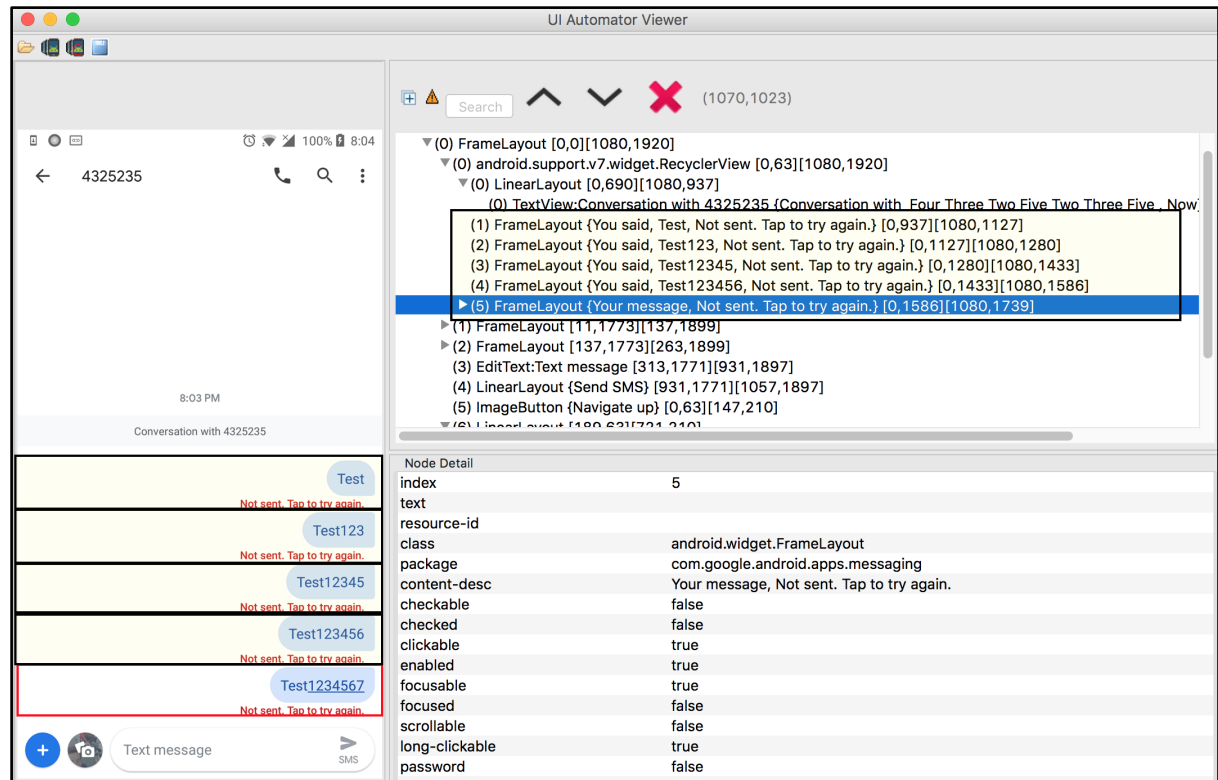 UI Automator Viewer
Search
(1070,1023)
100%
8:04
4325235
8:03 PM
Conversation with 4325235
Test
Not sent. Tap to try again.
Test123
Not sent. Tap to try again.
Test12345
Not sent. Tap to try again.
Test123456
Not sent. Tap to try again.
Test1234567
Not sent. Tap to try again.
Text message
SMS
(0) FrameLayout [0,0][1080,1920]
(0) android.support.v7.widget.RecyclerView [0,63][1080,1920]
(0) LinearLayout [0,690][1080,937]
(0) TextView:Conversation with 4325235 {Conversation with  Four Three Two Five Two Three Five , Now}
(1) FrameLayout {You said, Test, Not sent. Tap to try again.} [0,937][1080,1127]
(2) FrameLayout {You said, Test123, Not sent. Tap to try again.} [0,1127][1080,1280]
(3) FrameLayout {You said, Test12345, Not sent. Tap to try again.} [0,1280][1080,1433]
(4) FrameLayout {You said, Test123456, Not sent. Tap to try again.} [0,1433][1080,1586]
(5) FrameLayout {Your message, Not sent. Tap to try again.} [0,1586][1080,1739]
(1) FrameLayout [11,1773][137,1899]
(2) FrameLayout [137,1773][263,1899]
(3) EditText:Text message [313,1771][931,1897]
(4) LinearLayout {Send SMS} [931,1771][1057,1897]
(5) ImageButton {Navigate up} [0,63][147,210]
(6) LinearLayout [189,63][721,210]
Node Detail
index 5
text
resource-id
class android.widget.FrameLayout
package com.google.android.apps.messaging
content-desc Your message, Not sent. Tap to try again.
checkable false
checked false
clickable true
enabled true
focusable true
focused false
scrollable false
long-clickable true
password false